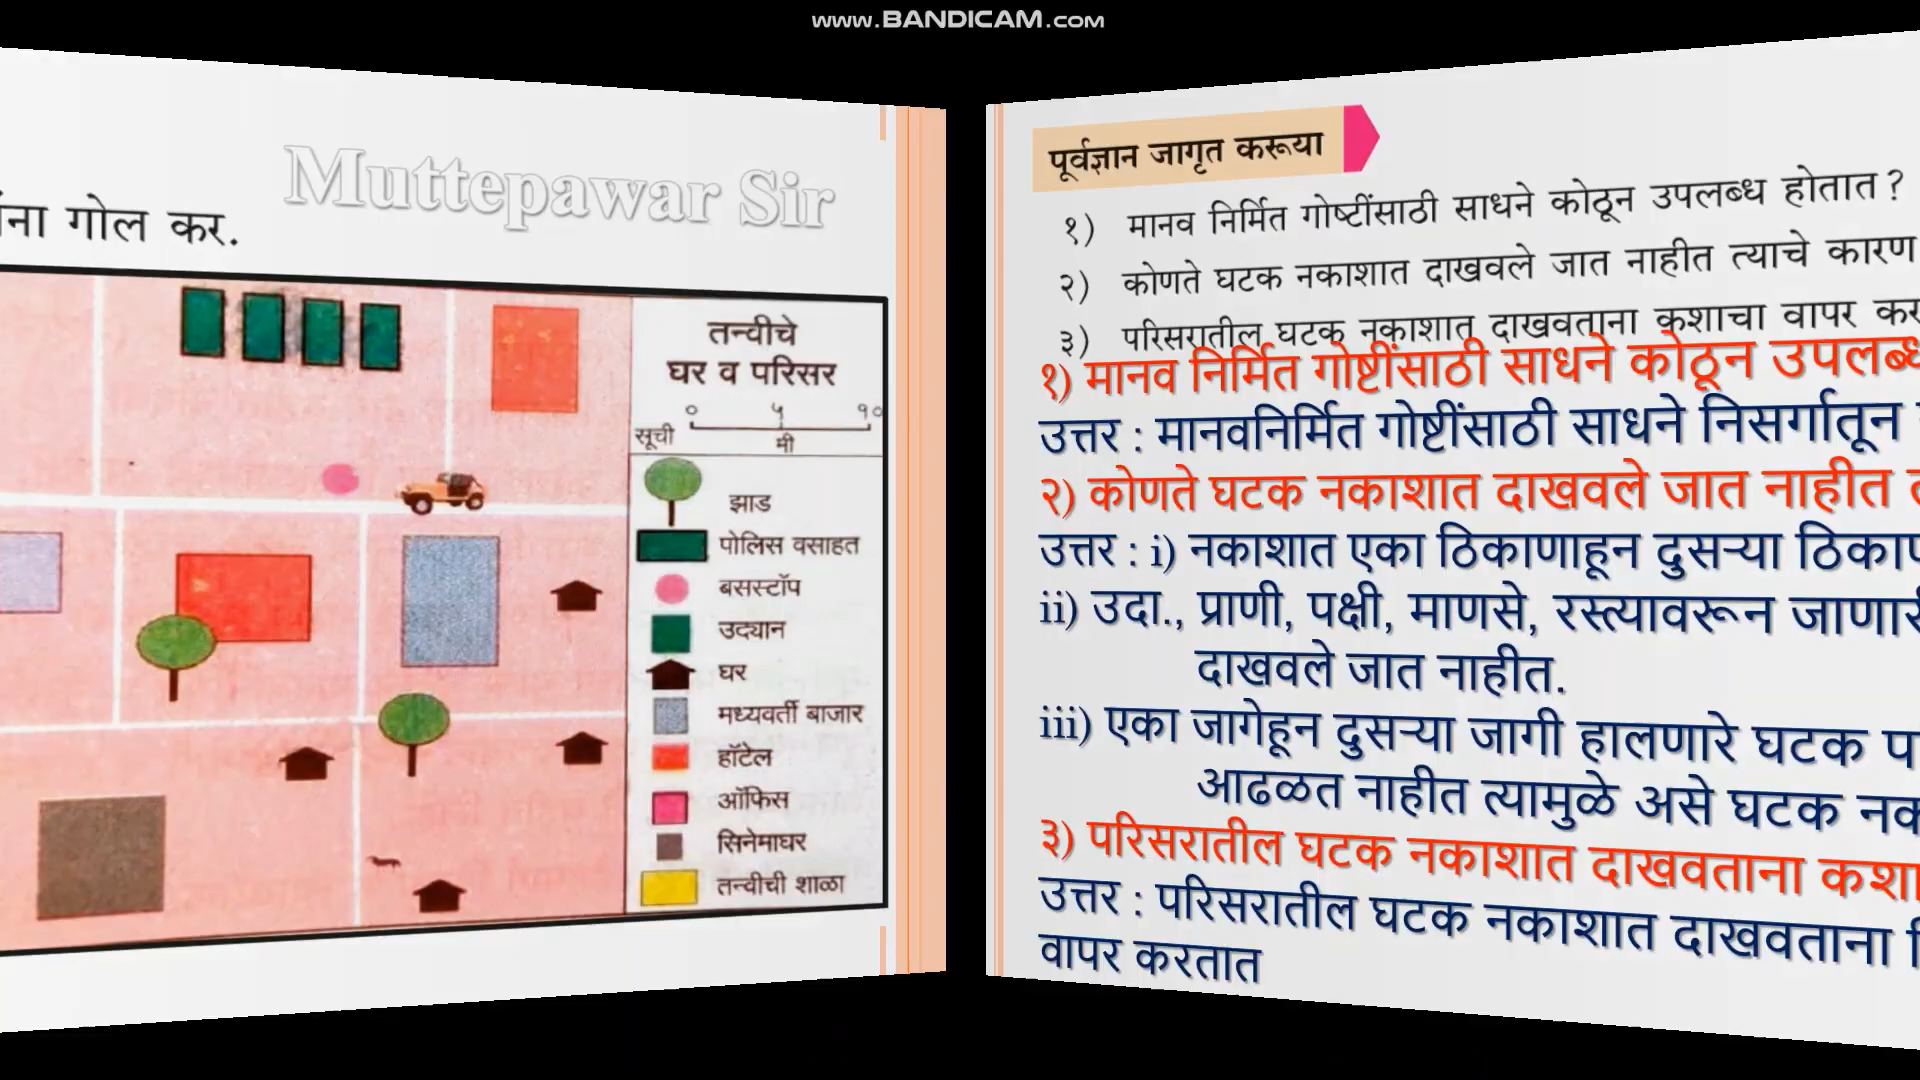 www.BANDICAM.com
Muttepawar Sir
गोल कर.
तन्वीचे
घर व परिसर
० ५ १०
सूची
मी
झाड
पोलिस वसाहत
बसस्टॉप
उद्यान
घर
मध्यवर्ती बाजार
हॉटेल
ऑफिस
सिनेमाघर
तन्वीची शाळा
पूर्वज्ञान जागृत करूया
१) मानव निर्मित गोष्टींसाठी साधने कोठून उपलब्ध होतात ?
२) कोणते घटक नकाशात दाखवले जात नाहीत त्याचे कारण
३) परिसरातील घटक नकाशात दाखवताना कशाचा वापर
१) मानव निर्मित गोष्टींसाठी साधने कोठून
उत्तर : मानवनिर्मित गोष्टींसाठी साधने निसर्गातून
२) कोणते घटक नकाशात दाखवले जात नाहीत
उत्तर : i) नकाशात एका ठिकाणाहून दुसऱ्या
ii) उदा., प्राणी, पक्षी, माणसे, रस्त्यावरून
दाखवले जात नाहीत.
iii) एका जागेहून दुसऱ्या जागी हालणारे घटक
आढळत नाहीत त्यामुळे असे घटक
३) परिसरातील घटक नकाशात दाखवताना
उत्तर : परिसरातील घटक नकाशात दाखवताना
वापर करतात